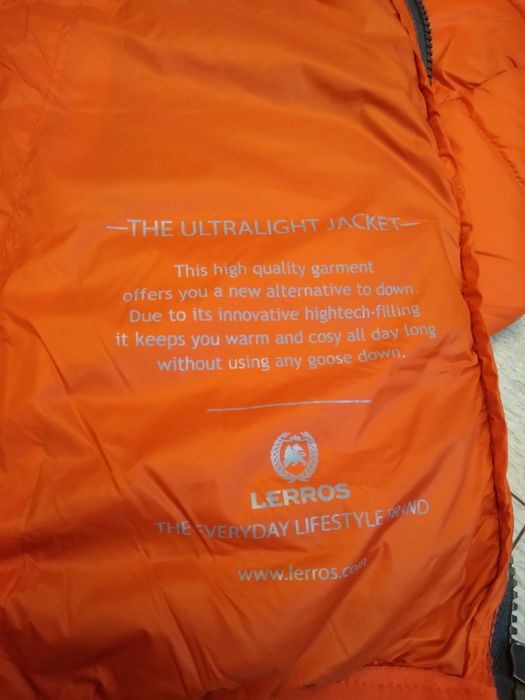 —THE ULTRALIGHT JACKET—
This high quality garment
offers you a new alternative to down.
Due to its innovative hightech-filling
it keeps you warm and cosy all day long
without using any goose down.
LERROS
THE EVERYDAY LIFESTYLE BRAND
www.lerros.com